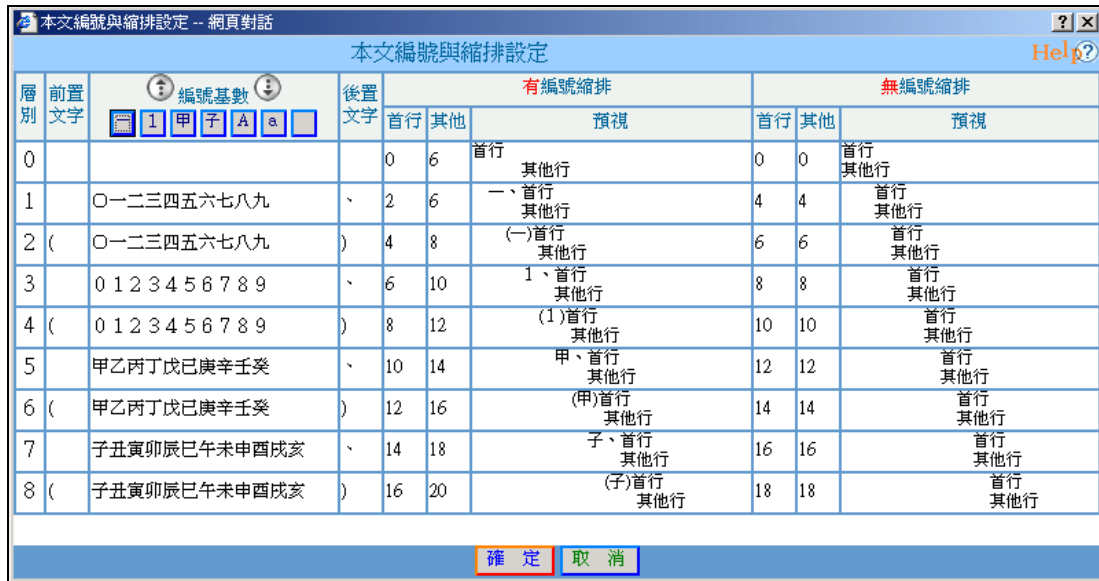 本文編號與縮排設定 -- 網頁對話
本文編號與縮排設定 Help?
層別 前置文字 編號基數 後置文字 有編號縮排 無編號縮排
1 甲 子 A a 首行 其他 預視 首行 其他 預視
0 0 6 首行 0 0 首行
其他行 其他行
1 〇一二三四五六七八九 、 2 6 一、首行 4 4 首行
其他行 其他行
2 ( 〇一二三四五六七八九 ) 4 8 (一)首行 6 6 首行
其他行 其他行
3 0123456789 、 6 10 1、首行 8 8 首行
其他行 其他行
4 ( 0123456789 ) 8 12 (1)首行 10 10 首行
其他行 其他行
5 甲乙丙丁戊已庚辛壬癸 、 10 14 甲、首行 12 12 首行
其他行 其他行
6 ( 甲乙丙丁戊已庚辛壬癸 ) 12 16 (甲)首行 14 14 首行
其他行 其他行
7 子丑寅卯辰巳午未申酉戌亥 、 14 18 子、首行 16 16 首行
其他行 其他行
8 ( 子丑寅卯辰巳午未申酉戌亥 ) 16 20 (子)首行 18 18 首行
其他行 其他行
確 定 取 消